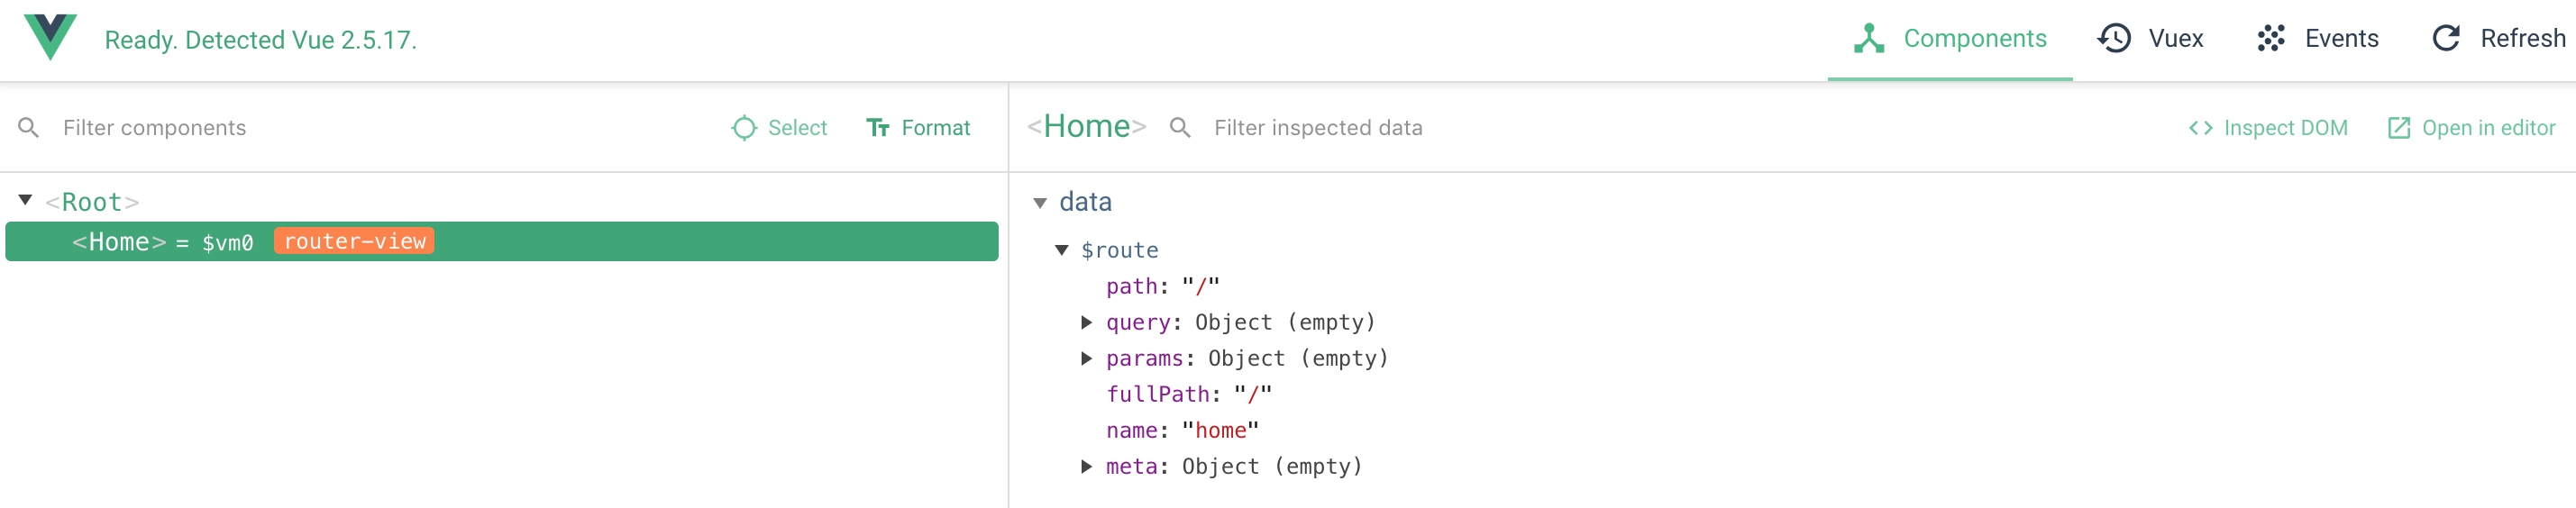 Ready. Detected Vue 2.5.17.
Components
Vuex
Events
Refresh
Filter components
Select
Format
<Home>
Filter inspected data
<> Inspect DOM
Open in editor
<Root>
<Home> = $vm0 router-view
data
$route
path: "/"
query: Object (empty)
params: Object (empty)
fullPath: "/"
name: "home"
meta: Object (empty)